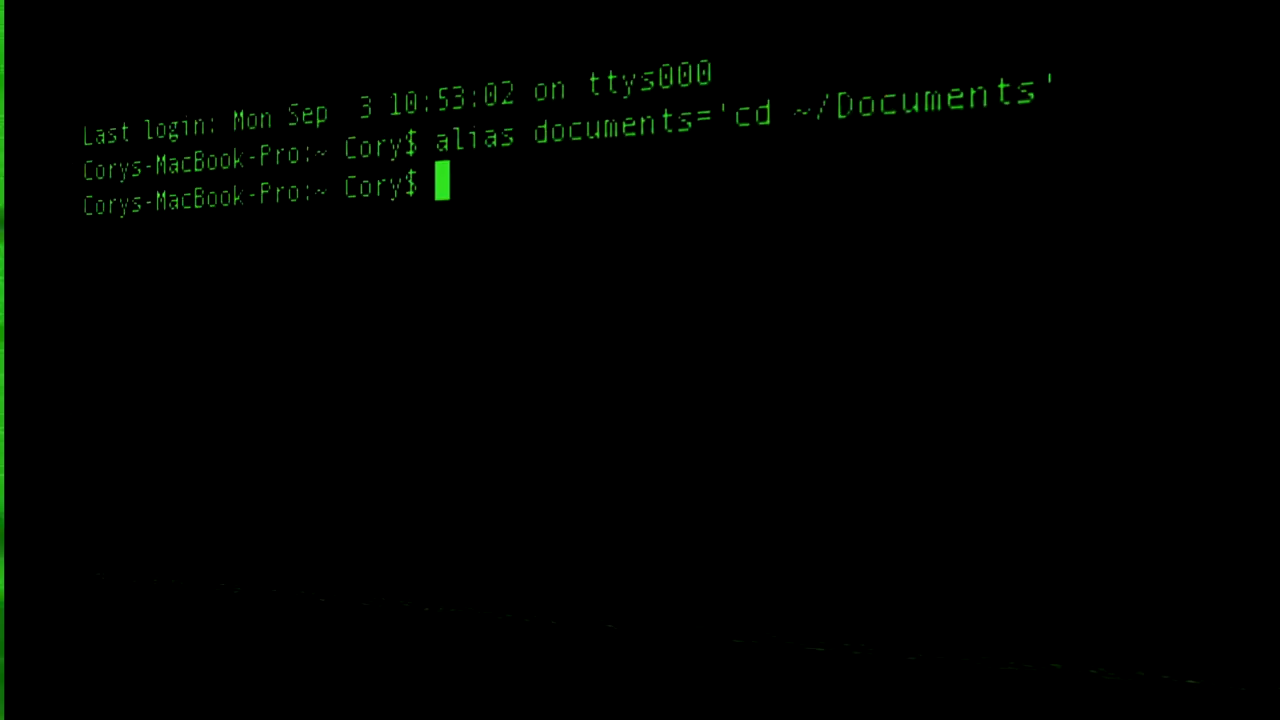 Last login: Mon Sep  3 10:53:02 on ttys000
Corys-MacBook-Pro:~ Cory$ alias documents='cd ~/Documents'
Corys-MacBook-Pro:~ Cory$